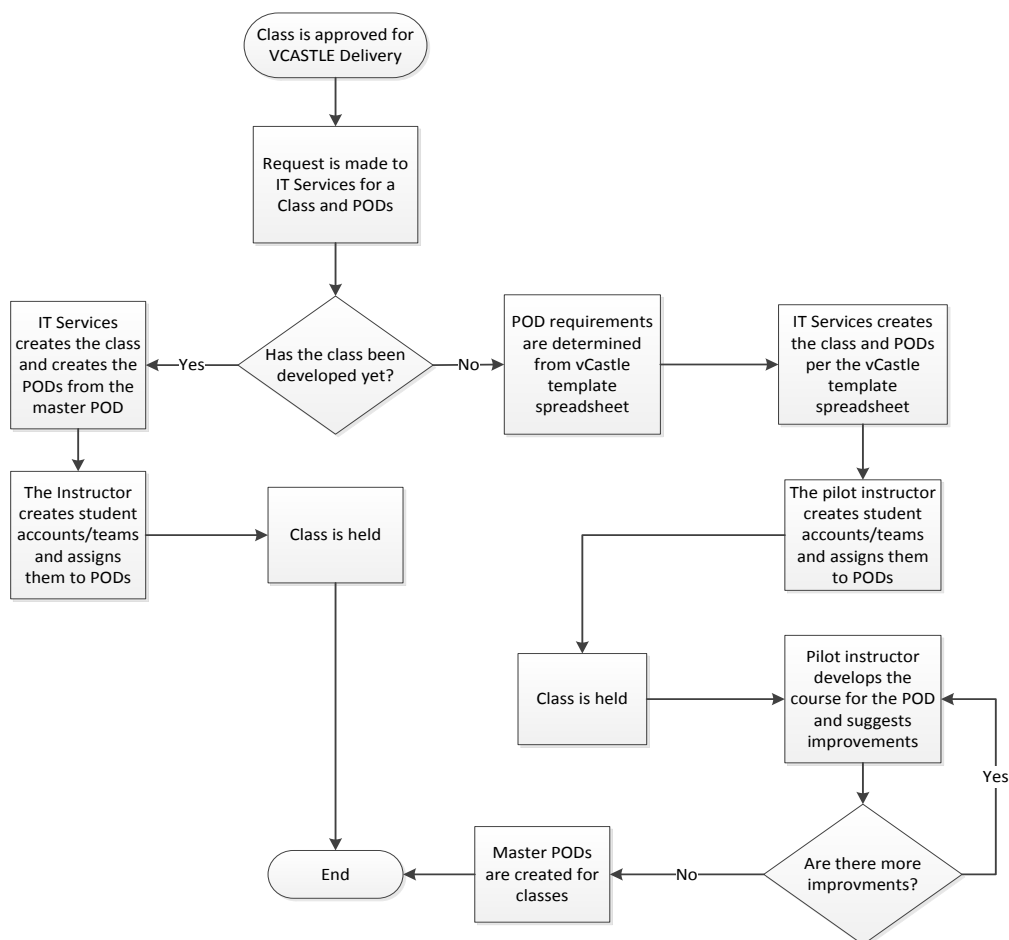 Class is approved for
VCASTLE Delivery
Request is made to
IT Services for a
Class and PODs
Has the class been
developed yet?
Yes
No
IT Services
creates the class
and creates the
PODs from the
master POD
POD requirements
are determined
from vCastle
template
spreadsheet
IT Services creates
the class and PODs
per the vCastle
template
spreadsheet
The Instructor
creates student
accounts/teams
and assigns
them to PODs
Class is held
The pilot instructor
creates student
accounts/teams
and assigns them
to PODs
Class is held
Pilot instructor
develops the
course for the POD
and suggests
improvements
Yes
Are there more
improvments?
No
Master PODs
are created for
classes
End